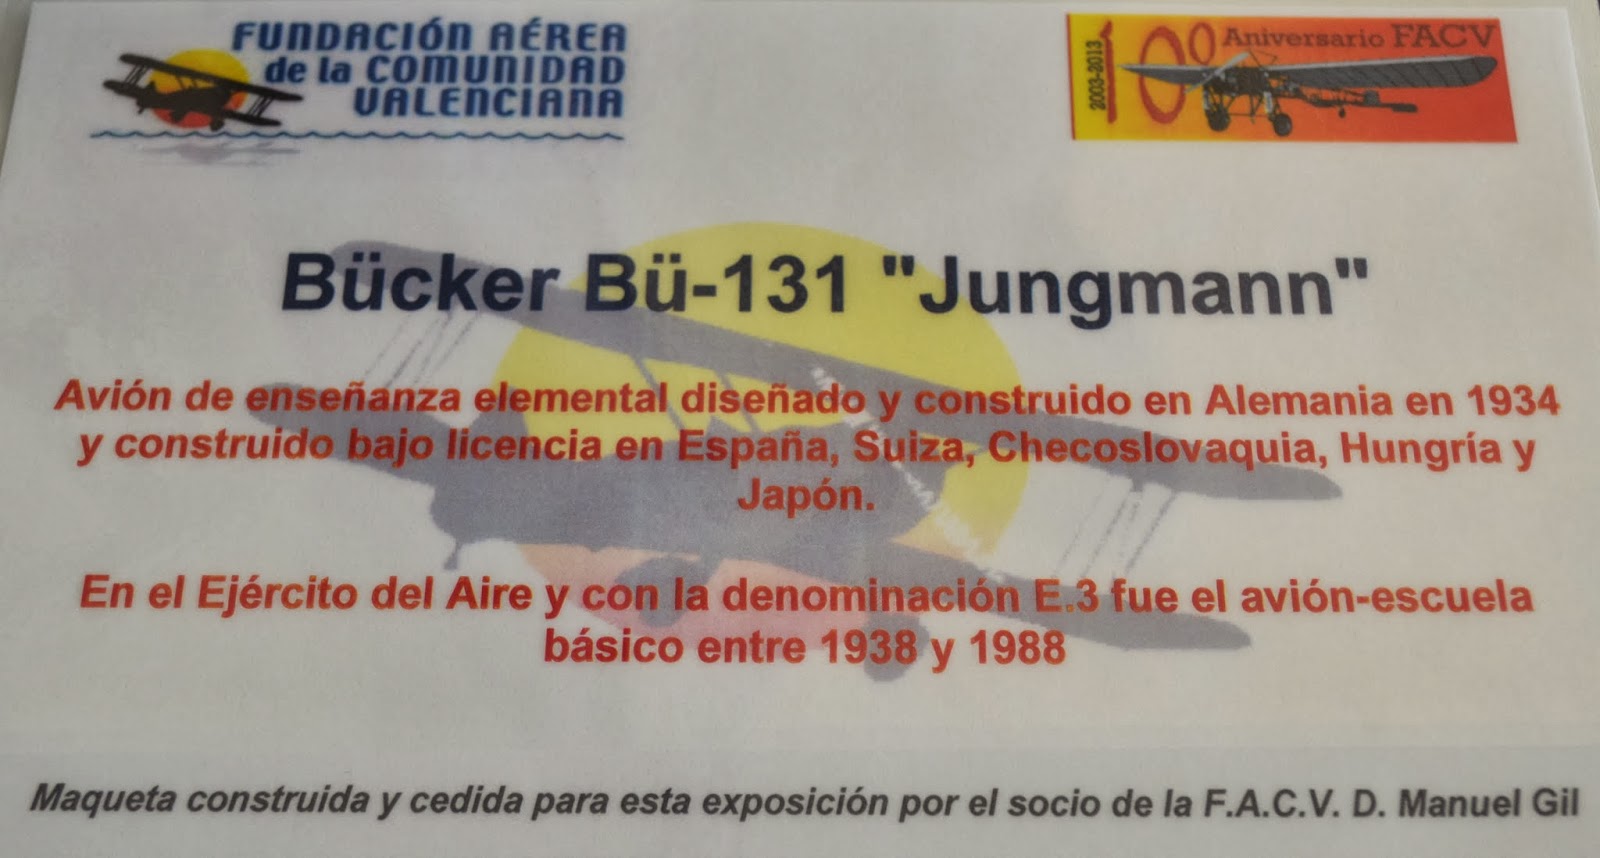 FUNDACIÓN AÉREA
de la COMUNIDAD
VALENCIANA
2003-2013
10 Aniversario FACV
Bücker Bü-131 "Jungmann"
Avión de enseñanza elemental diseñado y construido en Alemania en 1934
y construido bajo licencia en España, Suiza, Checoslovaquia, Hungría y
Japón.
En el Ejército del Aire y con la denominación E.3 fue el avión-escuela
básico entre 1938 y 1988
Maqueta construida y cedida para esta exposición por el socio de la F.A.C.V. D. Manuel Gil